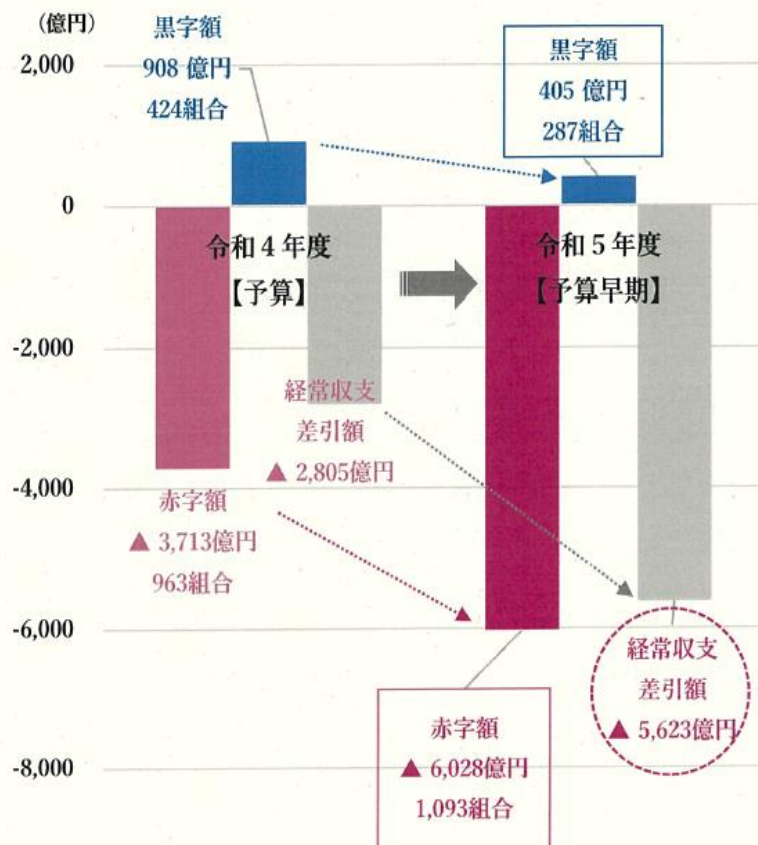 （億円）
黒字額
908 億円
424組合
黒字額
405 億円
287組合
2,000
0
-2,000
-4,000
-6,000
-8,000
令和４年度
【予算】
令和５年度
【予算早期】
経常収支
差引額
▲ 2,805億円
赤字額
▲ 3,713億円
963組合
経常収支
差引額
▲ 5,623億円
赤字額
▲ 6,028億円
1,093組合